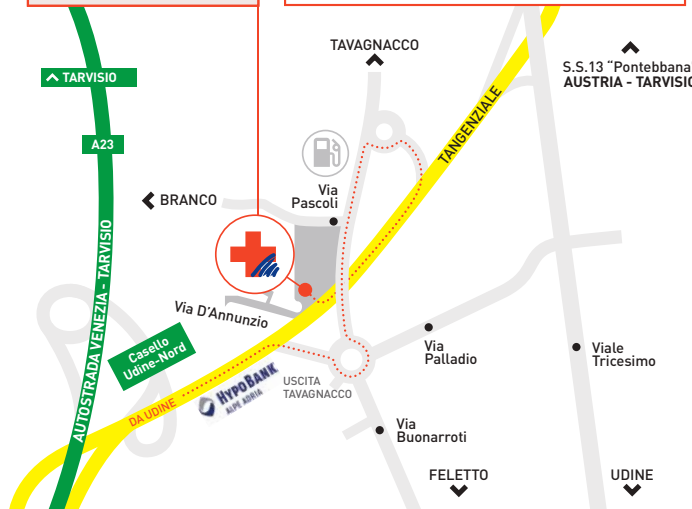 TAVAGNACCO
S.S.13 “Pontebbana”
AUSTRIA - TARVISIO
TARVISIO
A23
TANGENZIALE
BRANCO
Via
Pascoli
AUTOSTRADA VENEZIA - TARVISIO
Via D’Annunzio
Casello
Udine-Nord
Via
Palladio
Viale
Tricesimo
USCITA
TAVAGNACCO
HYPO BANK
ALPE ADRIA
DA UDINE
Via
Buonarroti
FELETTO
UDINE